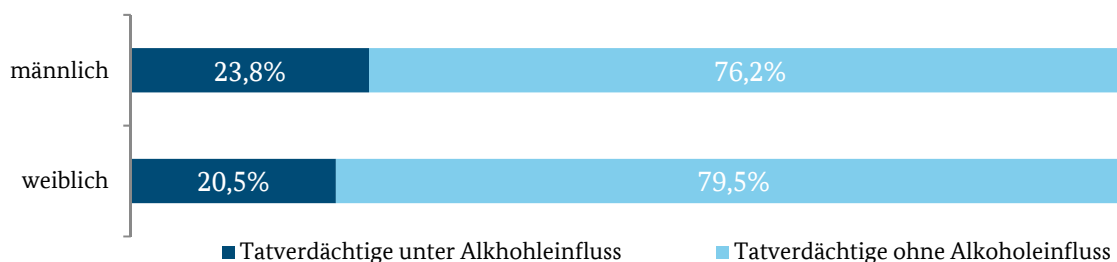 männlich 23,8% 76,2%
weiblich 20,5% 79,5%
Tatverdächtige unter Alkhohleinfluss Tatverdächtige ohne Alkoholeinfluss